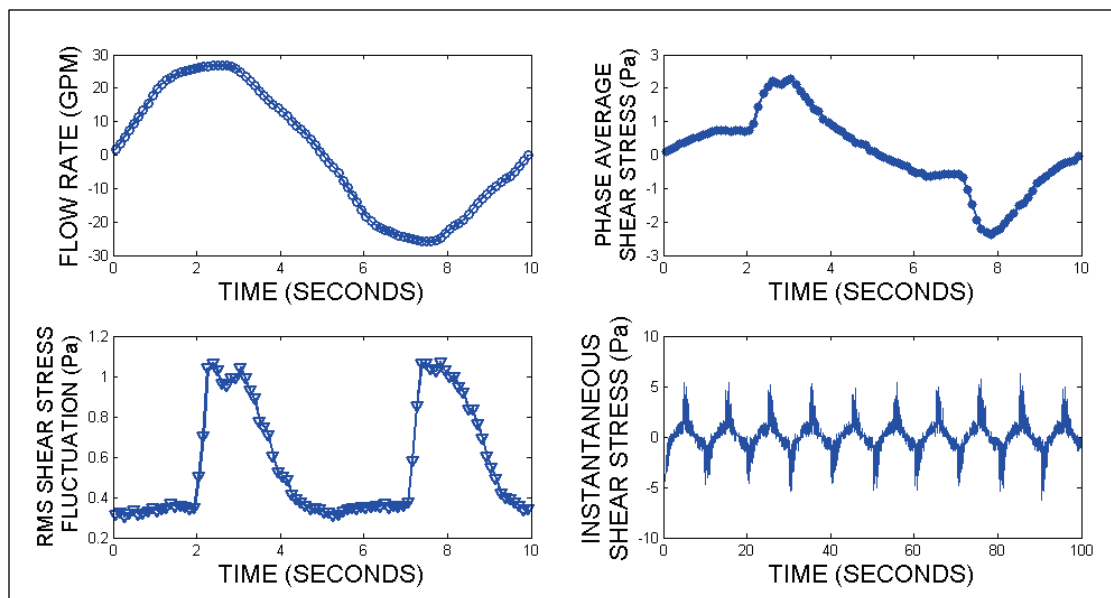 FLOW RATE (GPM)
30
20
10
0
-10
-20
-30
0 2 4 6 8 10
TIME (SECONDS)
PHASE AVERAGE
SHEAR STRESS (Pa)
3
2
1
0
-1
-2
-3
0 2 4 6 8 10
TIME (SECONDS)
RMS SHEAR STRESS
FLUCTUATION (Pa)
1.2
1
0.8
0.6
0.4
0.2
0 2 4 6 8 10
TIME (SECONDS)
INSTANTANEOUS
SHEAR STRESS (Pa)
10
5
0
-5
-10
0 20 40 60 80 100
TIME (SECONDS)